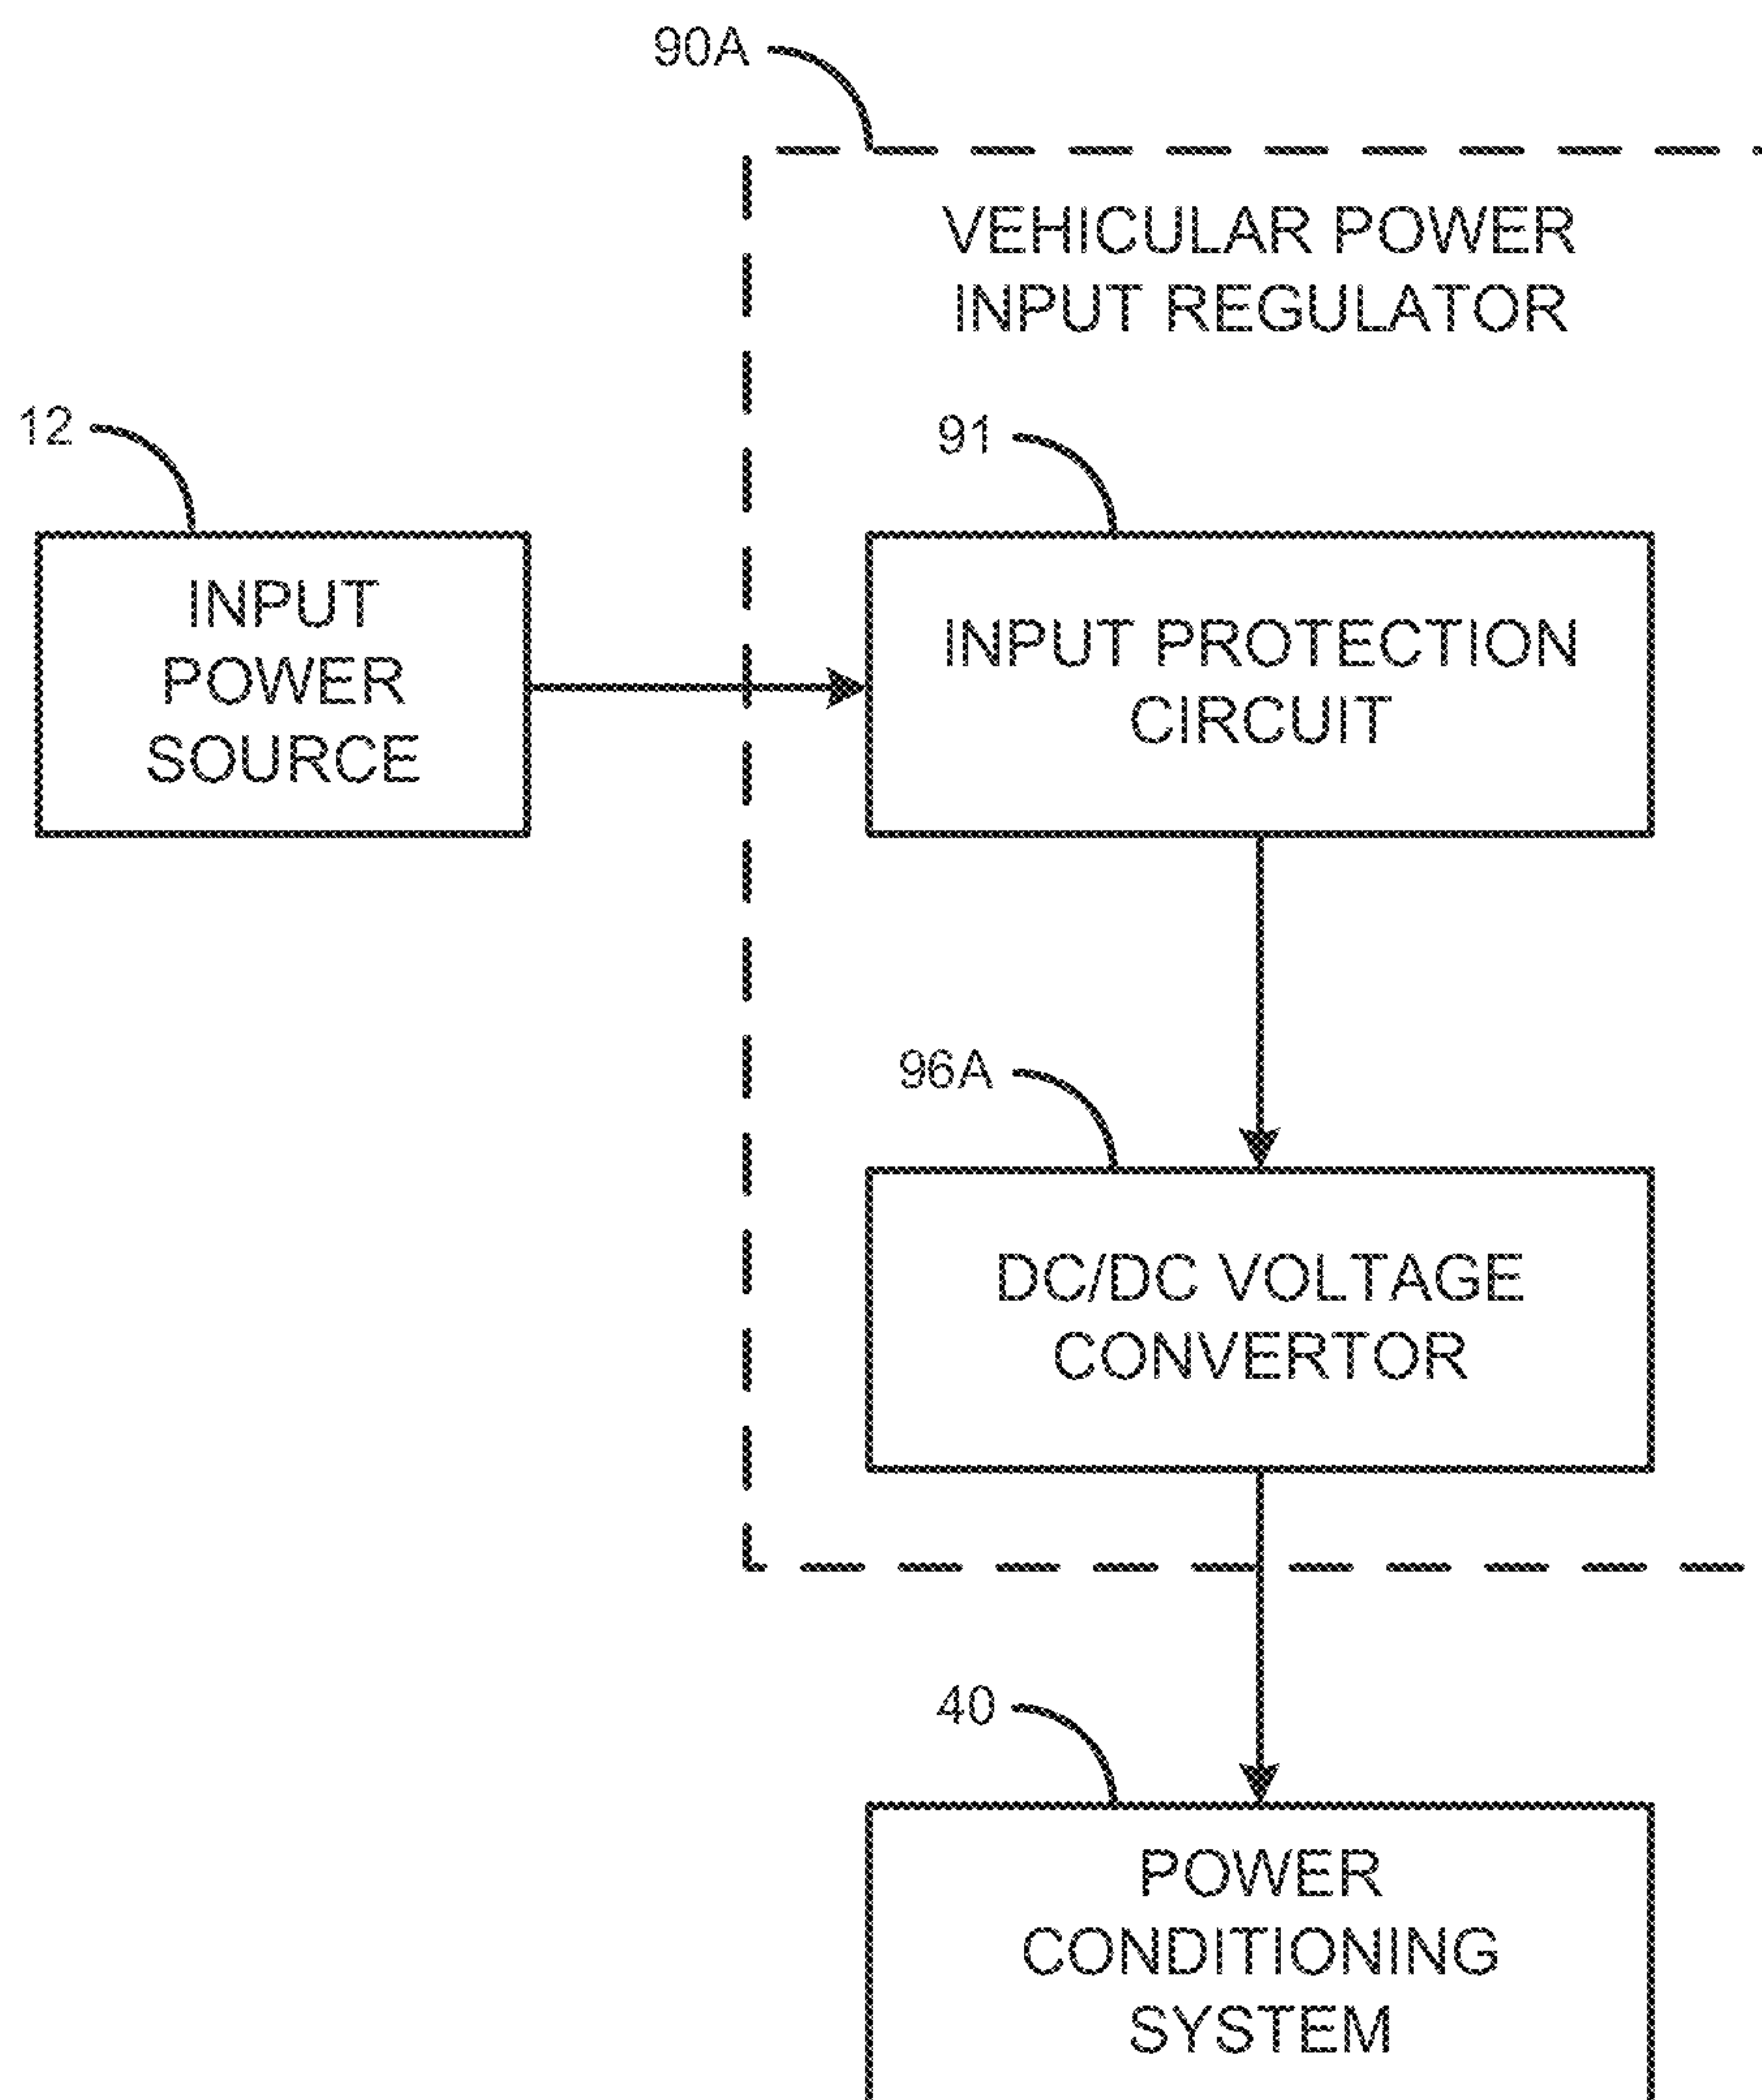 90A
VEHICULAR POWER
INPUT REGULATOR
12
91
INPUT
POWER
SOURCE
INPUT PROTECTION
CIRCUIT
96A
DC/DC VOLTAGE
CONVERTOR
40
POWER
CONDITIONING
SYSTEM